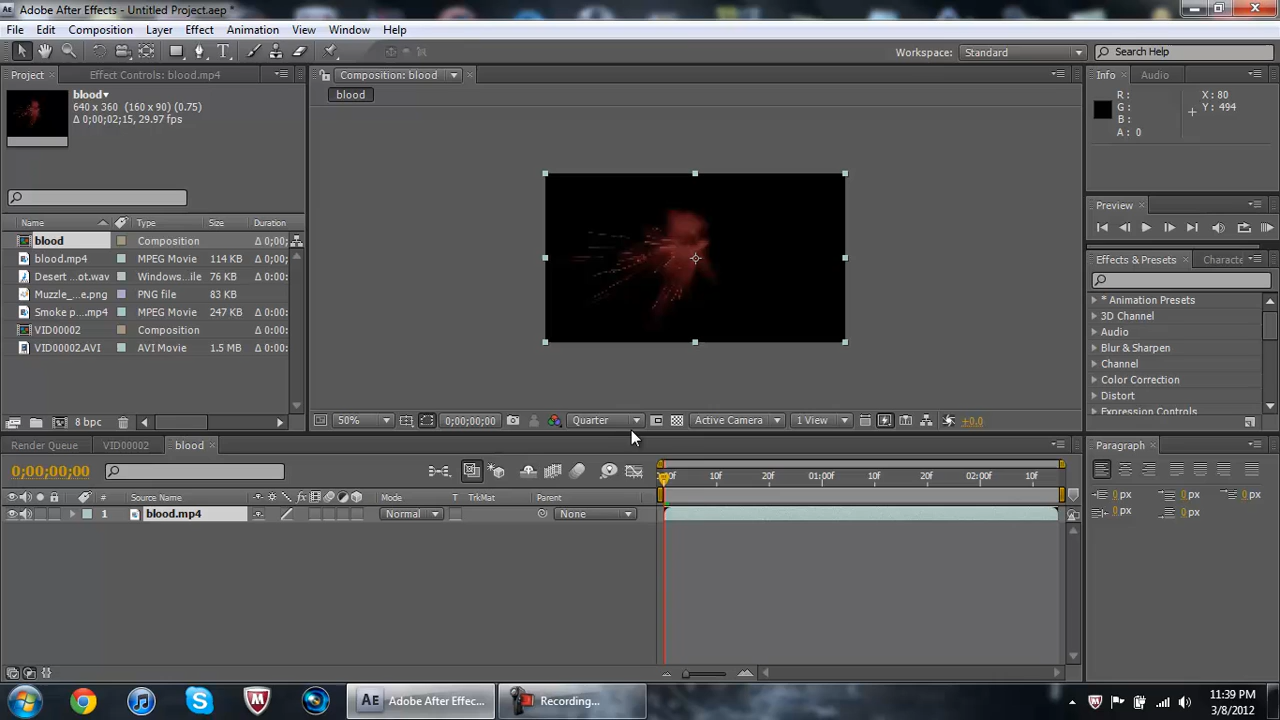 Adobe After Effects - Untitled Project.aep *
File Edit Composition Layer Effect Animation View Window Help
Workspace: Standard Search Help
Project Effect Controls: blood.mp4
blood▾
640 x 360 (160 x 90) (0.75)
Δ 0;00;02;15, 29.97 fps
Composition: blood
blood
Info Audio
R : X : 80
G : Y : 494
B :
A : 0
Preview
Effects & Presets Characte
* Animation Presets
3D Channel
Audio
Blur & Sharpen
Channel
Color Correction
Distort
Expression Controls
Name Type Size Duration
blood Composition Δ 0;00;
blood.mp4 MPEG Movie 114 KB Δ 0;00;
Desert ...ot.wav Windows...ile 76 KB Δ 0:00:
Muzzle_...e.png PNG file 83 KB
Smoke p....mp4 MPEG Movie 247 KB Δ 0:00:
VID00002 Composition Δ 0:00:
VID00002.AVI AVI Movie 1.5 MB Δ 0:00:
8 bpc
50% 0;00;00;00 Quarter Active Camera 1 View +0.0
Render Queue VID00002 blood
0;00;00;00
:00F 10F 20F 01:00F 10F 20F 02:00F 10F
# Source Name Mode T TrkMat Parent
1 blood.mp4 Normal None
Paragraph
0 px 0 px 0 px
0 px 0 px
Adobe After Effec... Recording...
11:39 PM
3/8/2012